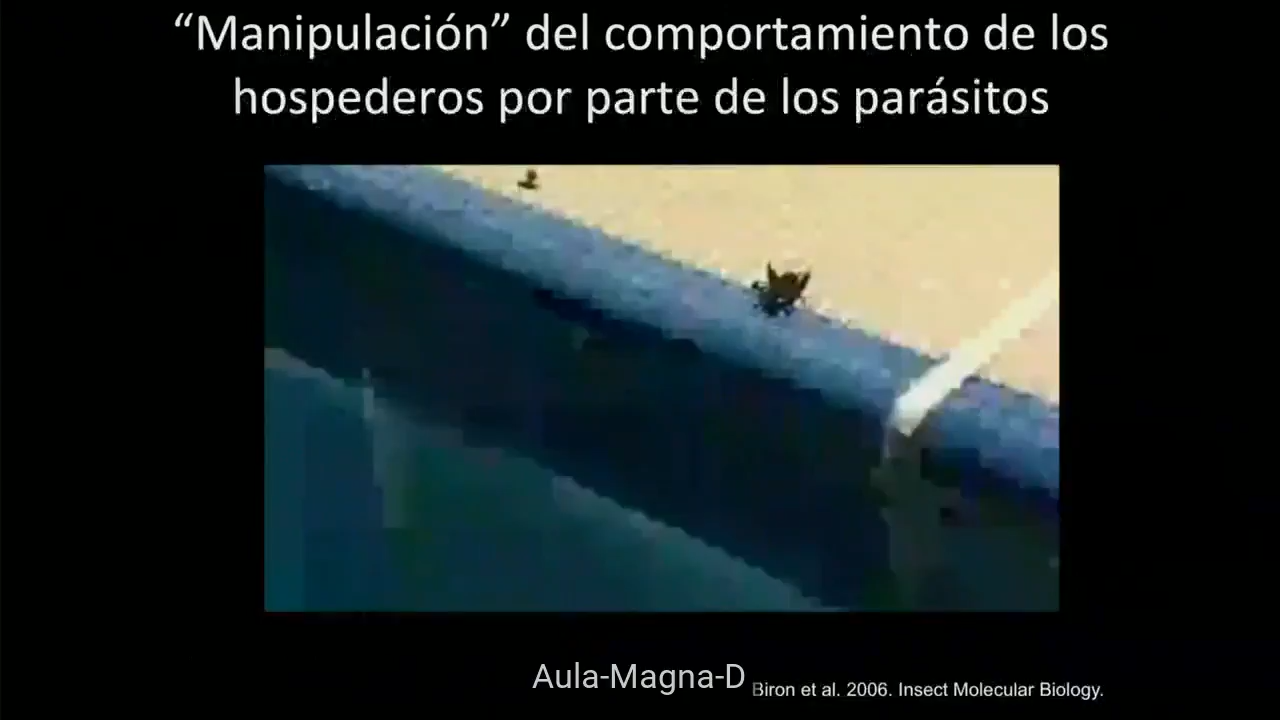 “Manipulación” del comportamiento de los
hospederos por parte de los parásitos
Aula-Magna-D
Biron et al. 2006. Insect Molecular Biology.